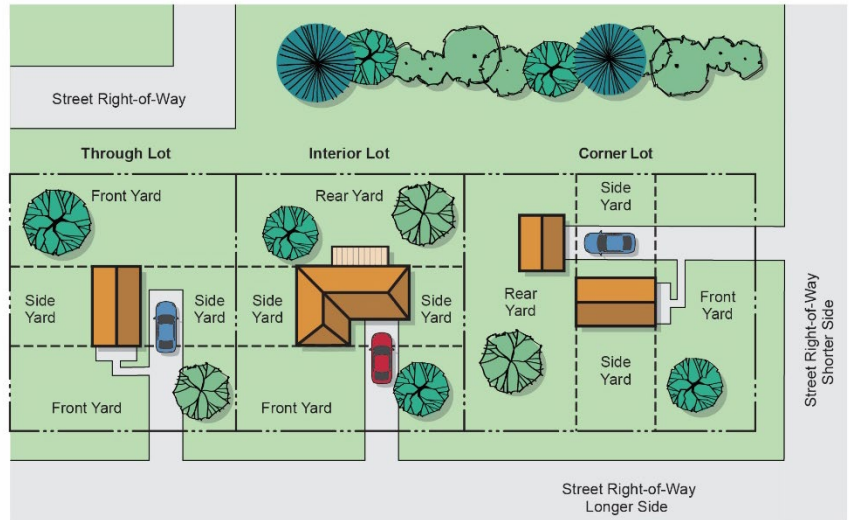 Street Right-of-Way
Through Lot
Interior Lot
Corner Lot
Front Yard
Side
Yard
Side
Yard
Front Yard
Rear Yard
Side
Yard
Side
Yard
Front Yard
Side
Yard
Rear
Yard
Front
Yard
Side
Yard
Street Right-of-Way
Shorter Side
Street Right-of-Way
Longer Side